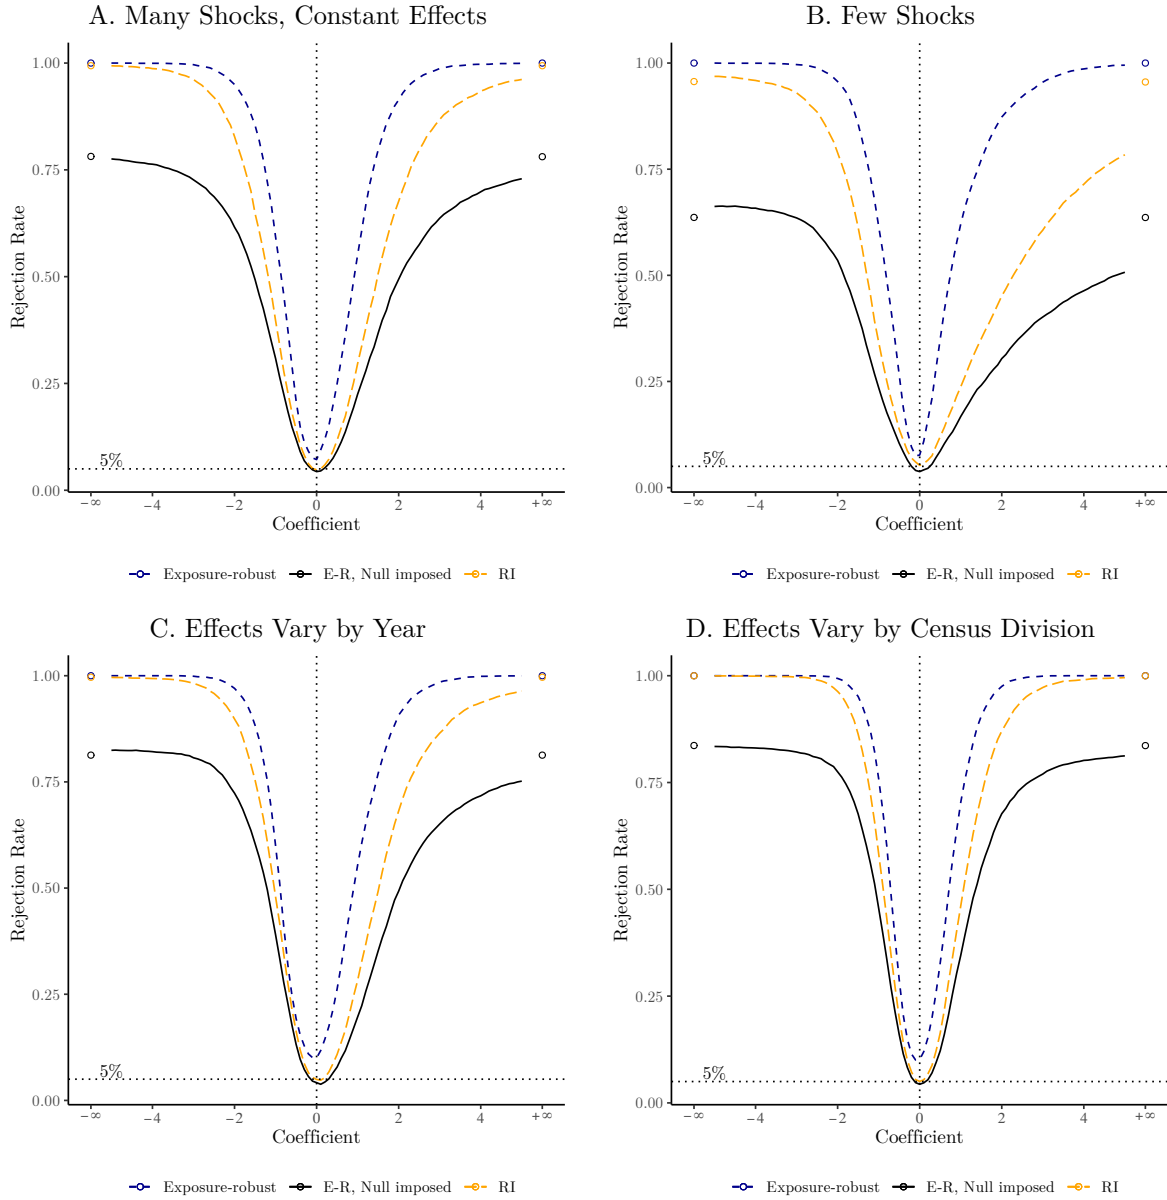 A. Many Shocks, Constant Effects
Rejection Rate
1.00
0.75
0.50
0.25
0.00
5%
−∞ −4 −2 0 2 4 +∞
Coefficient
Exposure-robust E-R, Null imposed RI
B. Few Shocks
Rejection Rate
1.00
0.75
0.50
0.25
0.00
5%
−∞ −4 −2 0 2 4 +∞
Coefficient
Exposure-robust E-R, Null imposed RI
C. Effects Vary by Year
Rejection Rate
1.00
0.75
0.50
0.25
0.00
5%
−∞ −4 −2 0 2 4 +∞
Coefficient
Exposure-robust E-R, Null imposed RI
D. Effects Vary by Census Division
Rejection Rate
1.00
0.75
0.50
0.25
0.00
5%
−∞ −4 −2 0 2 4 +∞
Coefficient
Exposure-robust E-R, Null imposed RI